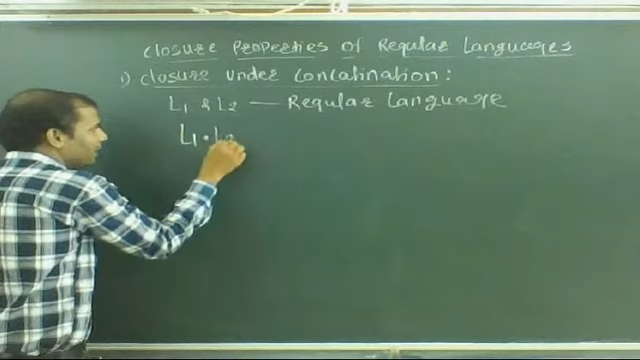 Closure Properties of Regular Languages
1) Closure Under Concatination :
L1 & L2 — Regular Language
L1 . L2